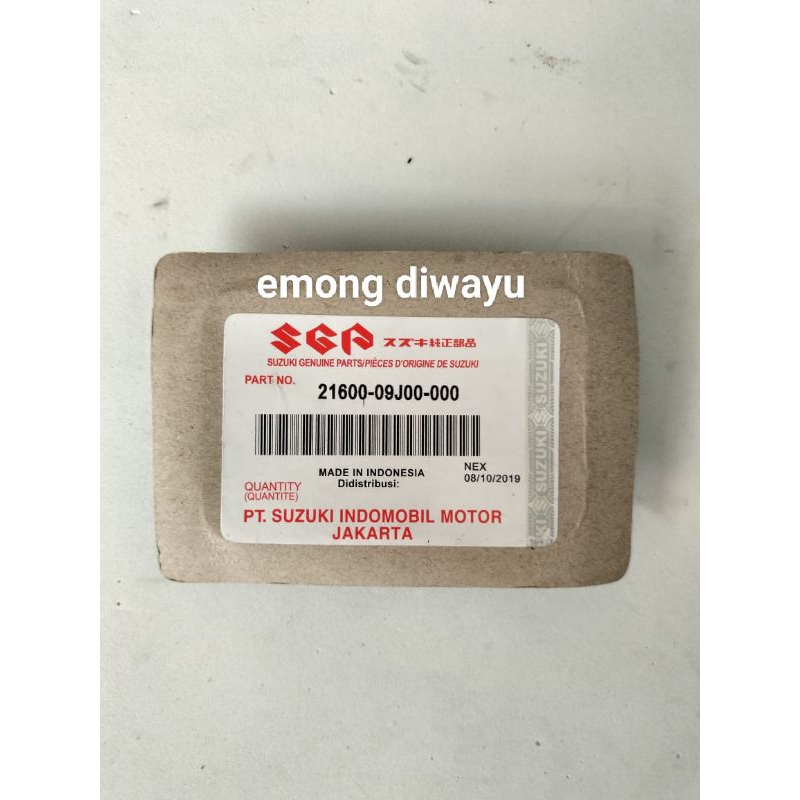 emong diwayu
SGP スズキ純正部品
SUZUKI GENUINE PARTS/PIÈCES D'ORIGINE DE SUZUKI
PART NO. 21600-09J00-000
MADE IN INDONESIA
Didistribusi:
NEX
08/10/2019
QUANTITY
(QUANTITE)
PT. SUZUKI INDOMOBIL MOTOR
JAKARTA
SUZUKI SUZUKI SUZUKI